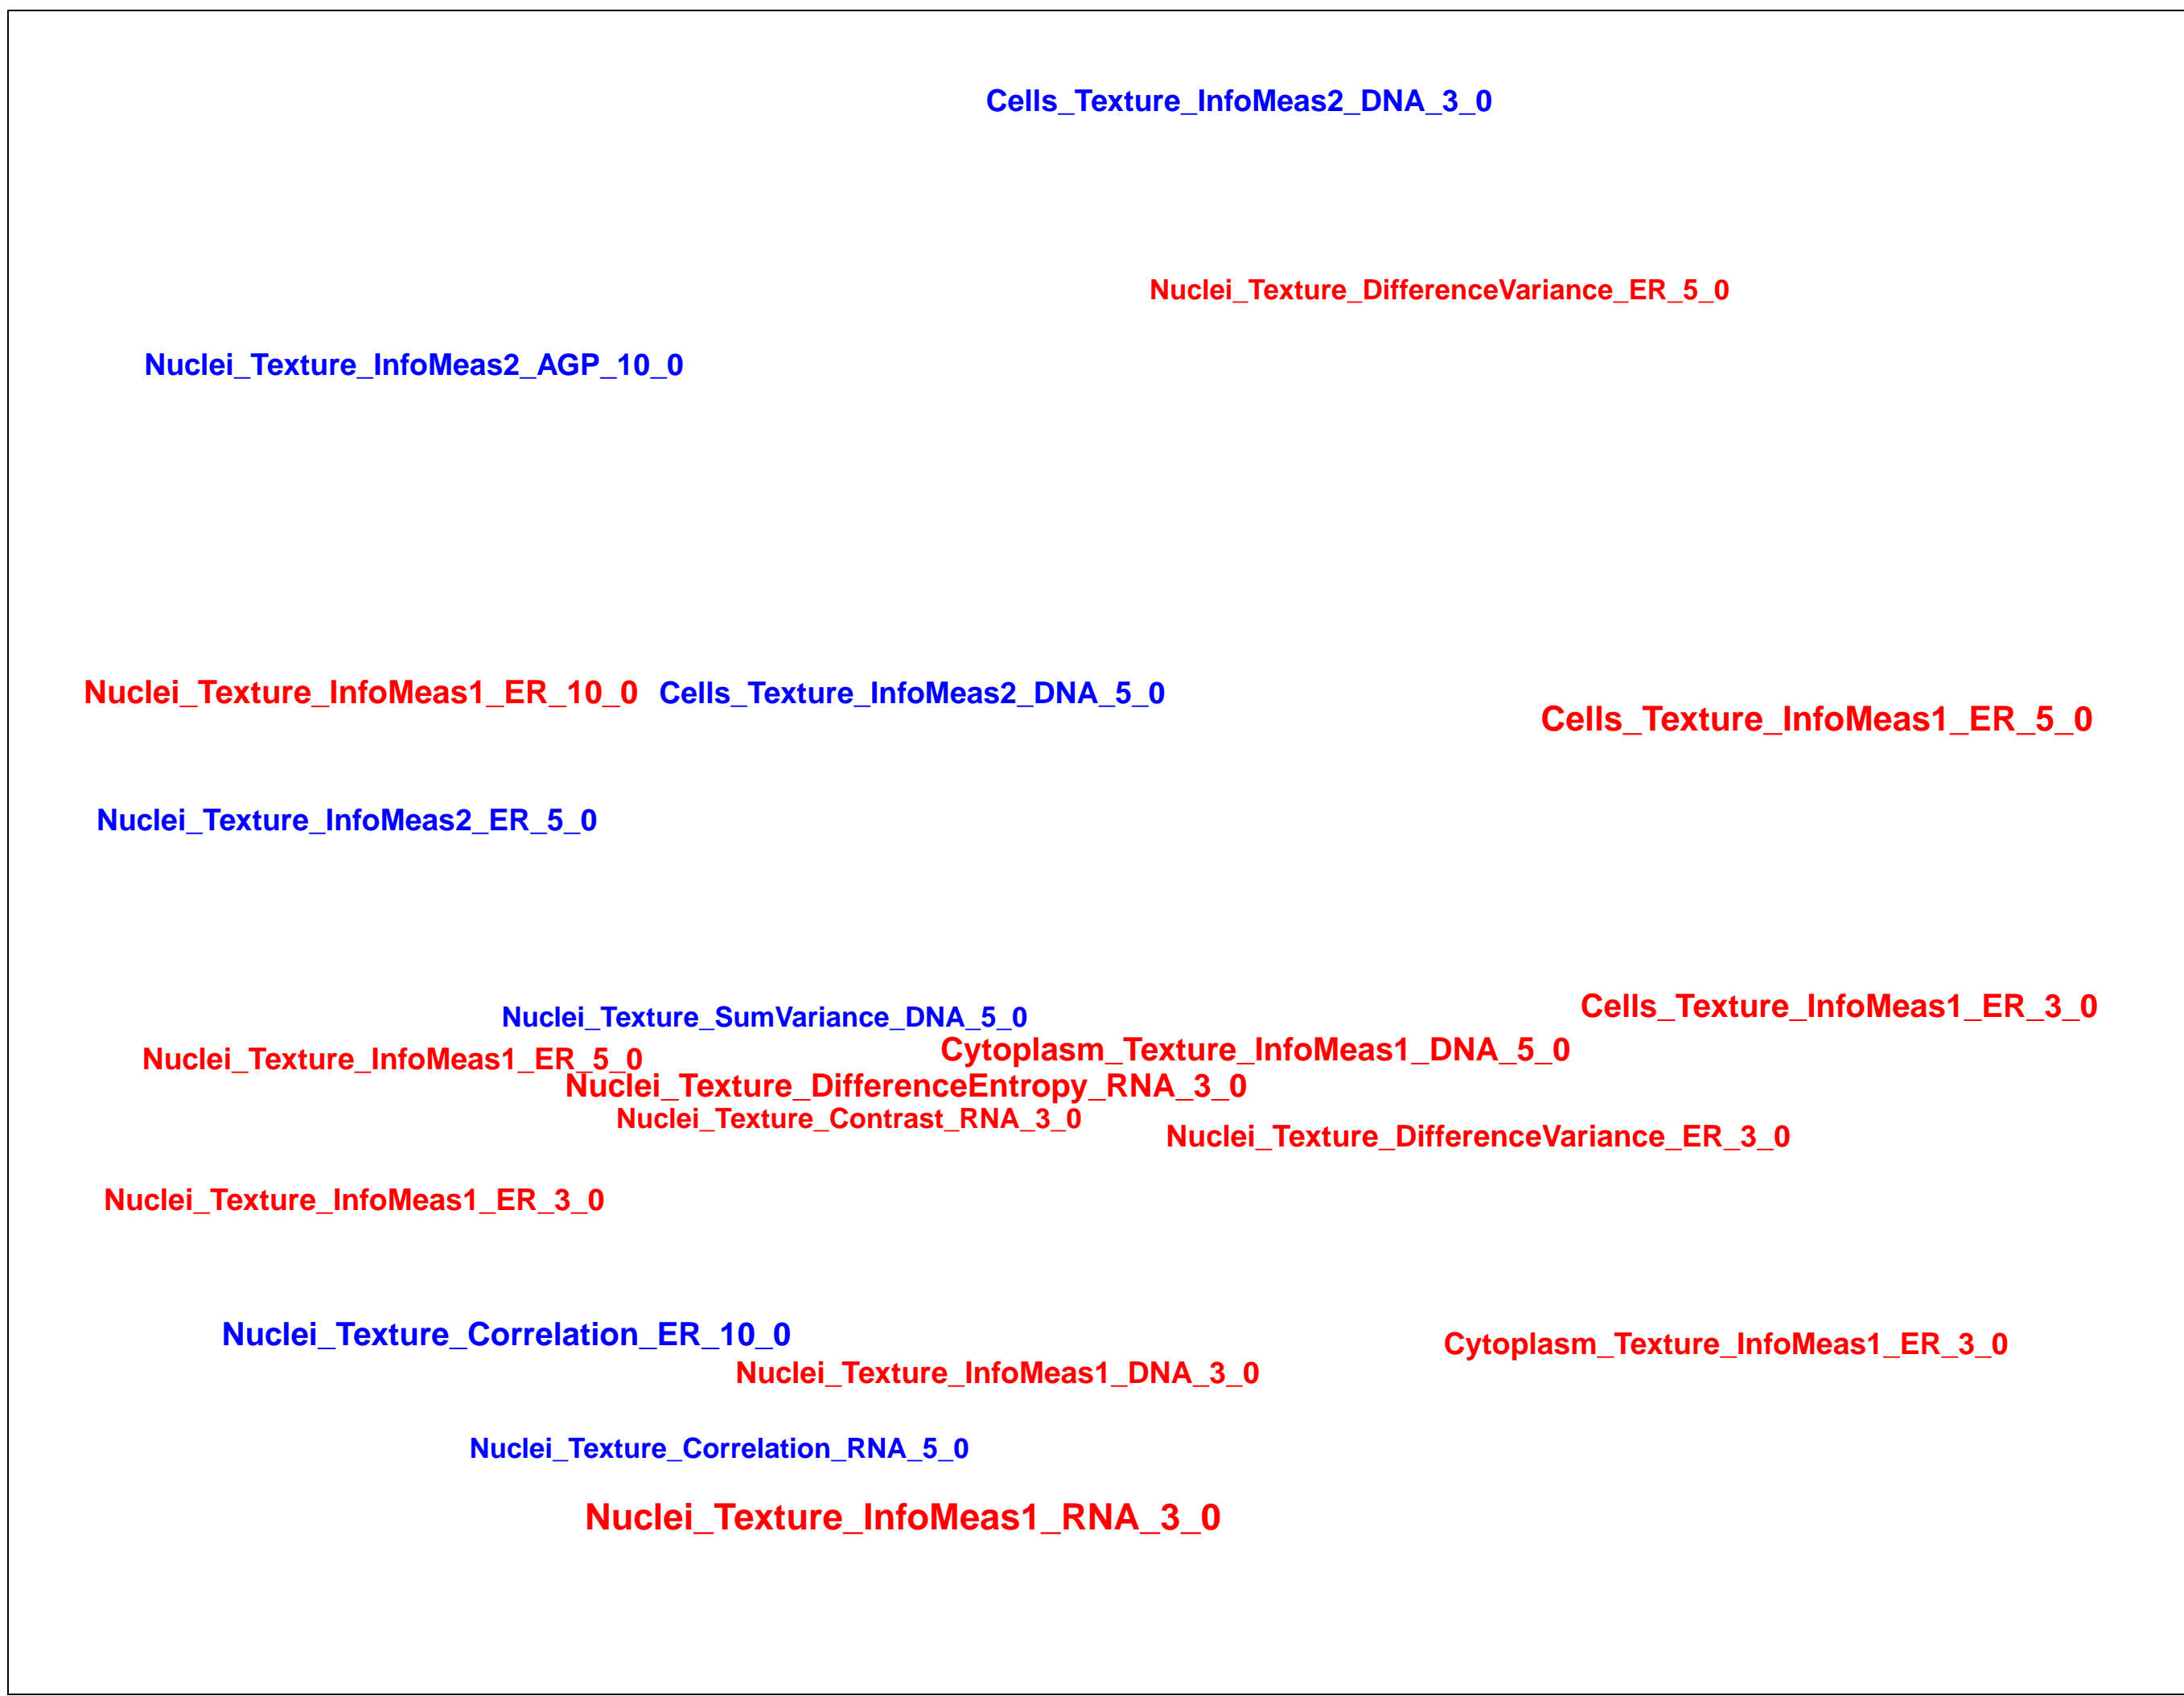 Cells_Texture_InfoMeas2_DNA_3_0
Nuclei_Texture_DifferenceVariance_ER_5_0
Nuclei_Texture_InfoMeas2_AGP_10_0
Nuclei_Texture_InfoMeas1_ER_10_0
Cells_Texture_InfoMeas2_DNA_5_0
Cells_Texture_InfoMeas1_ER_5_0
Nuclei_Texture_InfoMeas2_ER_5_0
Cells_Texture_InfoMeas1_ER_3_0
Nuclei_Texture_SumVariance_DNA_5_0
Cytoplasm_Texture_InfoMeas1_DNA_5_0
Nuclei_Texture_InfoMeas1_ER_5_0
Nuclei_Texture_DifferenceEntropy_RNA_3_0
Nuclei_Texture_Contrast_RNA_3_0
Nuclei_Texture_DifferenceVariance_ER_3_0
Nuclei_Texture_InfoMeas1_ER_3_0
Nuclei_Texture_Correlation_ER_10_0
Cytoplasm_Texture_InfoMeas1_ER_3_0
Nuclei_Texture_InfoMeas1_DNA_3_0
Nuclei_Texture_Correlation_RNA_5_0
Nuclei_Texture_InfoMeas1_RNA_3_0